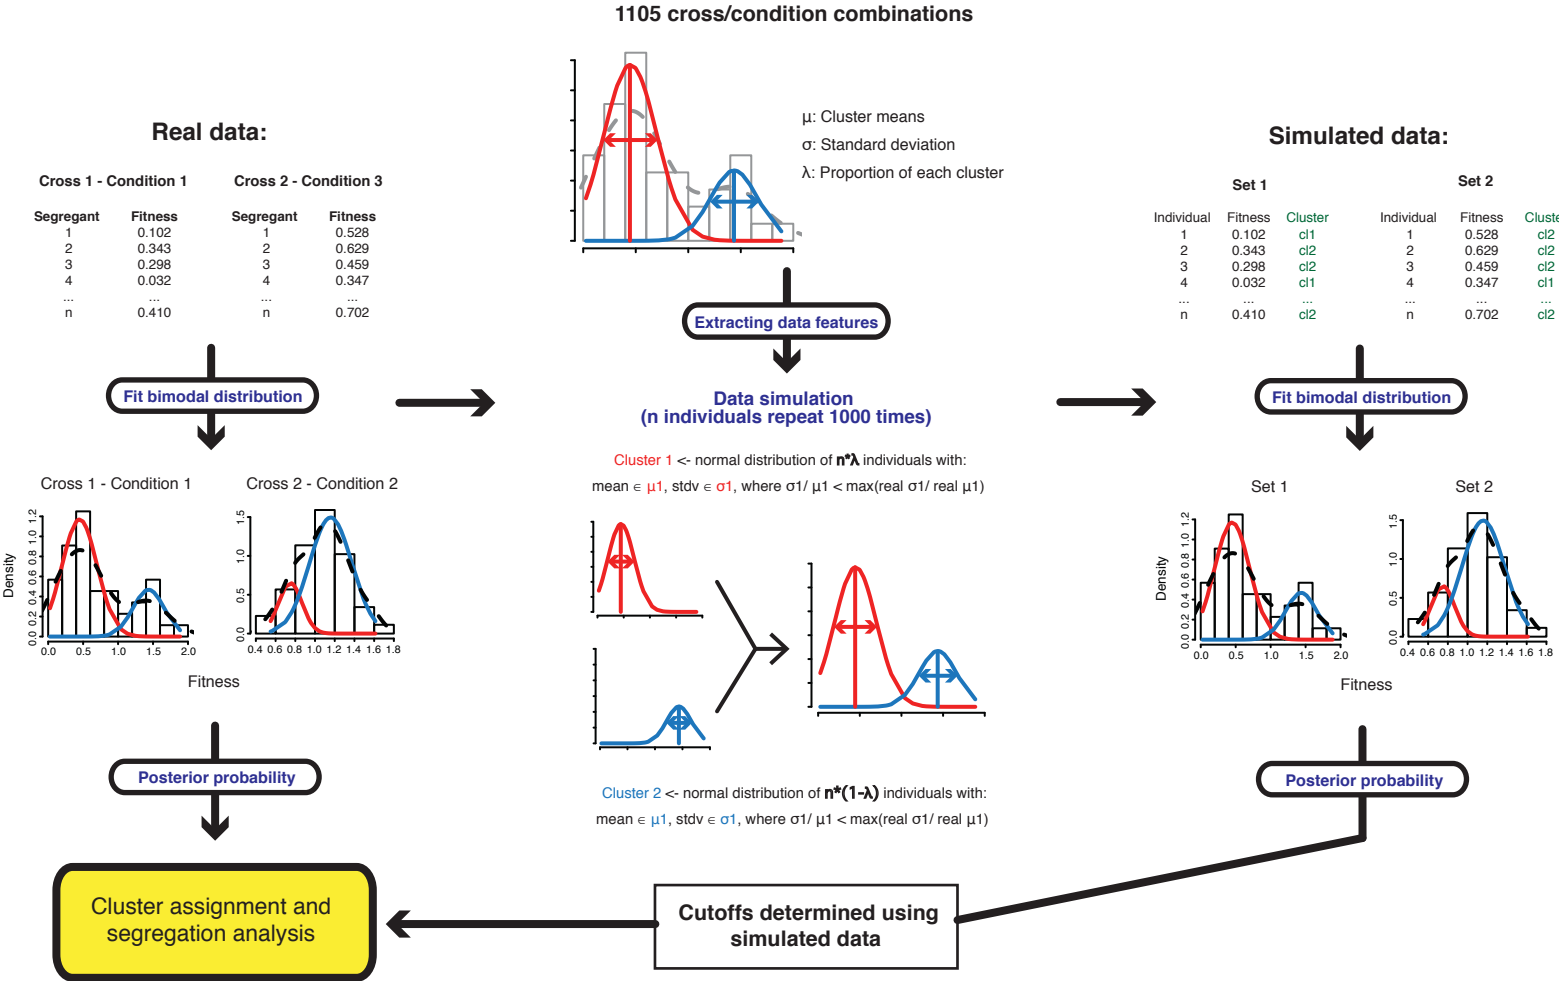 1105 cross/condition combinations
μ: Cluster means
σ: Standard deviation
λ: Proportion of each cluster
Extracting data features
Real data:
Cross 1 - Condition 1 Cross 2 - Condition 3
Segregant Fitness Segregant Fitness
1 0.102 1 0.528
2 0.343 2 0.629
3 0.298 3 0.459
4 0.032 4 0.347
... ... ... ...
n 0.410 n 0.702
Fit bimodal distribution
Cross 1 - Condition 1 Cross 2 - Condition 2
Density
0.0 0.2 0.4 0.6 0.8 1.0 1.2
0.0 0.5 1.0 1.5 2.0
0.0 0.5 1.0 1.5
0.4 0.6 0.8 1.0 1.2 1.4 1.6 1.8
Fitness
Posterior probability
Cluster assignment and
segregation analysis
Data simulation
(n individuals repeat 1000 times)
Cluster 1 <- normal distribution of n*λ individuals with:
mean ∈ μ1, stdv ∈ σ1, where σ1/ μ1 < max(real σ1/ real μ1)
Cluster 2 <- normal distribution of n*(1-λ) individuals with:
mean ∈ μ1, stdv ∈ σ1, where σ1/ μ1 < max(real σ1/ real μ1)
Cutoffs determined using
simulated data
Simulated data:
Set 1 Set 2
Individual Fitness Cluster Individual Fitness Cluste
1 0.102 cl1 1 0.528 cl2
2 0.343 cl2 2 0.629 cl2
3 0.298 cl2 3 0.459 cl2
4 0.032 cl1 4 0.347 cl1
... ... ... ... ... ...
n 0.410 cl2 n 0.702 cl2
Fit bimodal distribution
Set 1 Set 2
Density
0.0 0.2 0.4 0.6 0.8 1.0 1.2
0.0 0.5 1.0 1.5 2.0
0.0 0.5 1.0 1.5
0.4 0.6 0.8 1.0 1.2 1.4 1.6 1.8
Fitness
Posterior probability